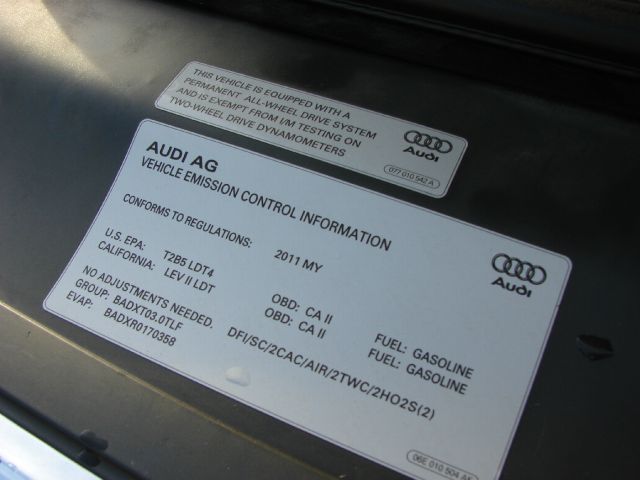 THIS VEHICLE IS EQUIPPED WITH A
PERMANENT ALL-WHEEL DRIVE SYSTEM
AND IS EXEMPT FROM I/M TESTING ON
TWO-WHEEL DRIVE DYNAMOMETERS
Audi
077 010 542 A
AUDI AG
VEHICLE EMISSION CONTROL INFORMATION
CONFORMS TO REGULATIONS: 2011 MY
Audi
U.S. EPA: T2B5 LDT4 OBD: CA II FUEL: GASOLINE
CALIFORNIA: LEV II LDT OBD: CA II FUEL: GASOLINE
NO ADJUSTMENTS NEEDED.
GROUP: BADXT03.0TLF DFI/SC/2CAC/AIR/2TWC/2HO2S(2)
EVAP: BADXR0170358
06E 010 504